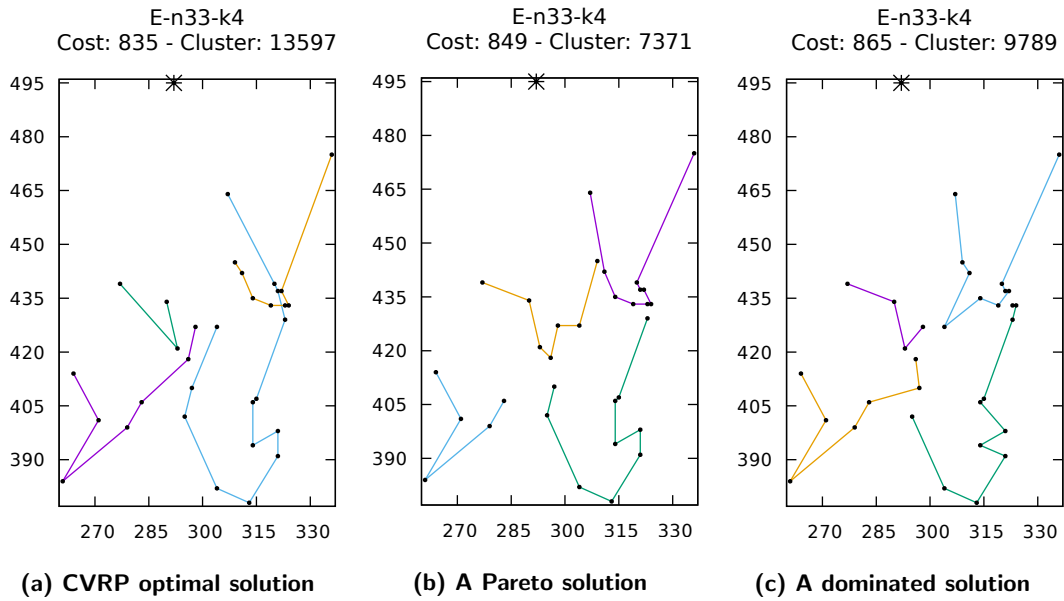 E-n33-k4
Cost: 835 - Cluster: 13597
495
480
465
450
435
420
405
390
270 285 300 315 330
(a) CVRP optimal solution
E-n33-k4
Cost: 849 - Cluster: 7371
495
480
465
450
435
420
405
390
270 285 300 315 330
(b) A Pareto solution
E-n33-k4
Cost: 865 - Cluster: 9789
495
480
465
450
435
420
405
390
270 285 300 315 330
(c) A dominated solution